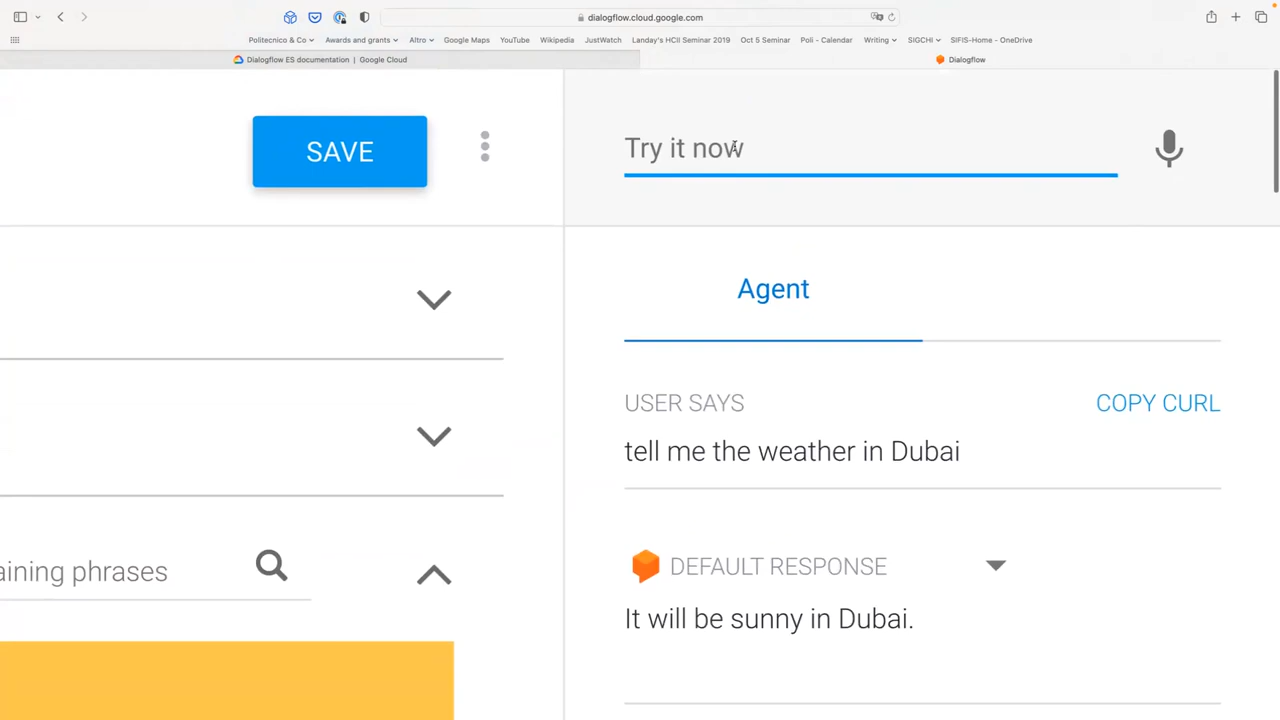 dialogflow.cloud.google.com
Politecnico & Co
Awards and grants
Altro
Google Maps
YouTube
Wikipedia
JustWatch
Landay's HCII Seminar 2019
Oct 5 Seminar
Poli - Calendar
Writing
SIGCHI
SIFIS-Home - OneDrive
Dialogflow ES documentation | Google Cloud
Dialogflow
SAVE
Try it now
Agent
USER SAYS
COPY CURL
tell me the weather in Dubai
aining phrases
DEFAULT RESPONSE
It will be sunny in Dubai.